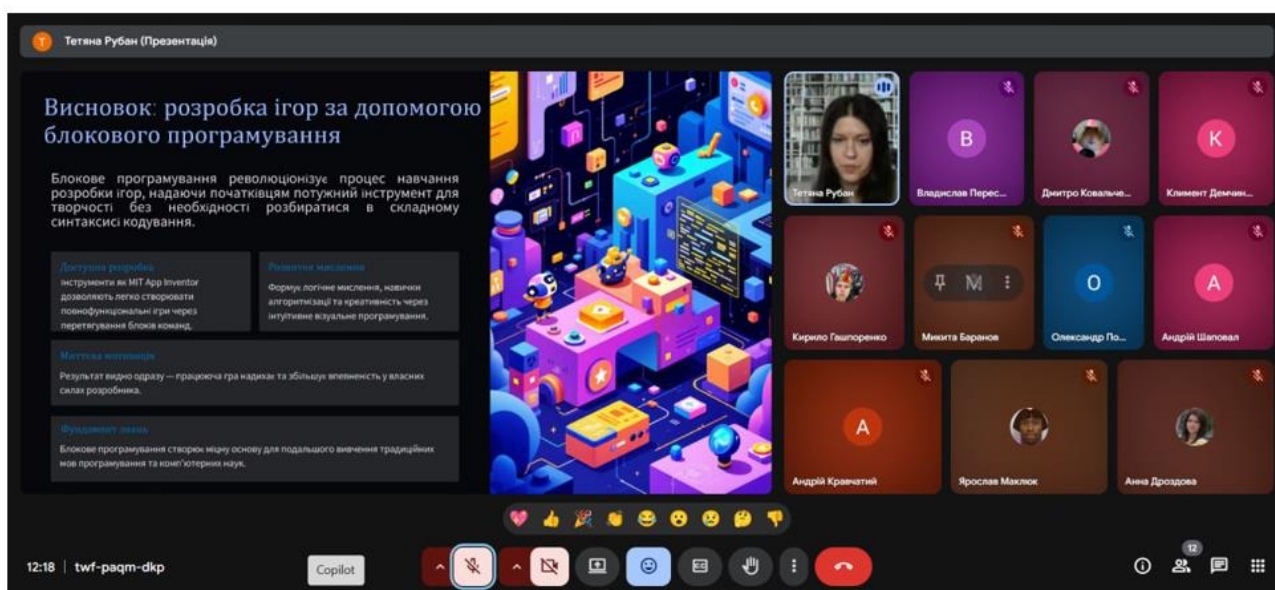 Т
Тетяна Рубан (Презентація)
Висновок: розробка ігор за допомогою
блокового програмування
Блокове програмування революціонізує процес навчання
розробки ігор, надаючи початківцям потужний інструмент для
творчості без необхідності розбиратися в складному
синтаксисі кодування.
Доступна розробка
Інструменти як MIT App Inventor
дозволяють легко створювати
повнофункціональні ігри через
перетягування блоків команд.
Розвиток мислення
Формує логічне мислення, навички
алгоритмізації та креативність через
інтуїтивне візуальне програмування.
Миттєва мотивація
Результат видно одразу — працююча гра надихає та збільшує впевненість у власних
силах розробника.
Фундамент знань
Блокове програмування створює міцну основу для подальшого вивчення традиційних
мов програмування та комп'ютерних наук.
Тетяна Рубан
В
Владислав Перес...
Дмитро Ковальче...
К
Климент Демчин...
Кирило Гашпоренко
М
Микита Баранов
О
Олександр По...
А
Андрій Шаповал
А
Андрій Кравчатий
Ярослав Маклюк
Анна Дроздова
12:18 | twf-paqm-dkp
Copilot
12